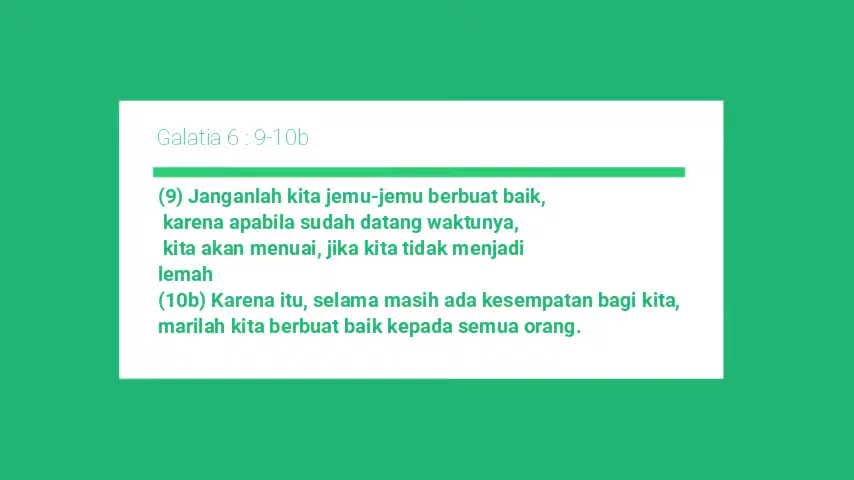 Galatia 6 : 9-10b
(9) Janganlah kita jemu-jemu berbuat baik,
karena apabila sudah datang waktunya,
kita akan menuai, jika kita tidak menjadi
lemah
(10b) Karena itu, selama masih ada kesempatan bagi kita,
marilah kita berbuat baik kepada semua orang.